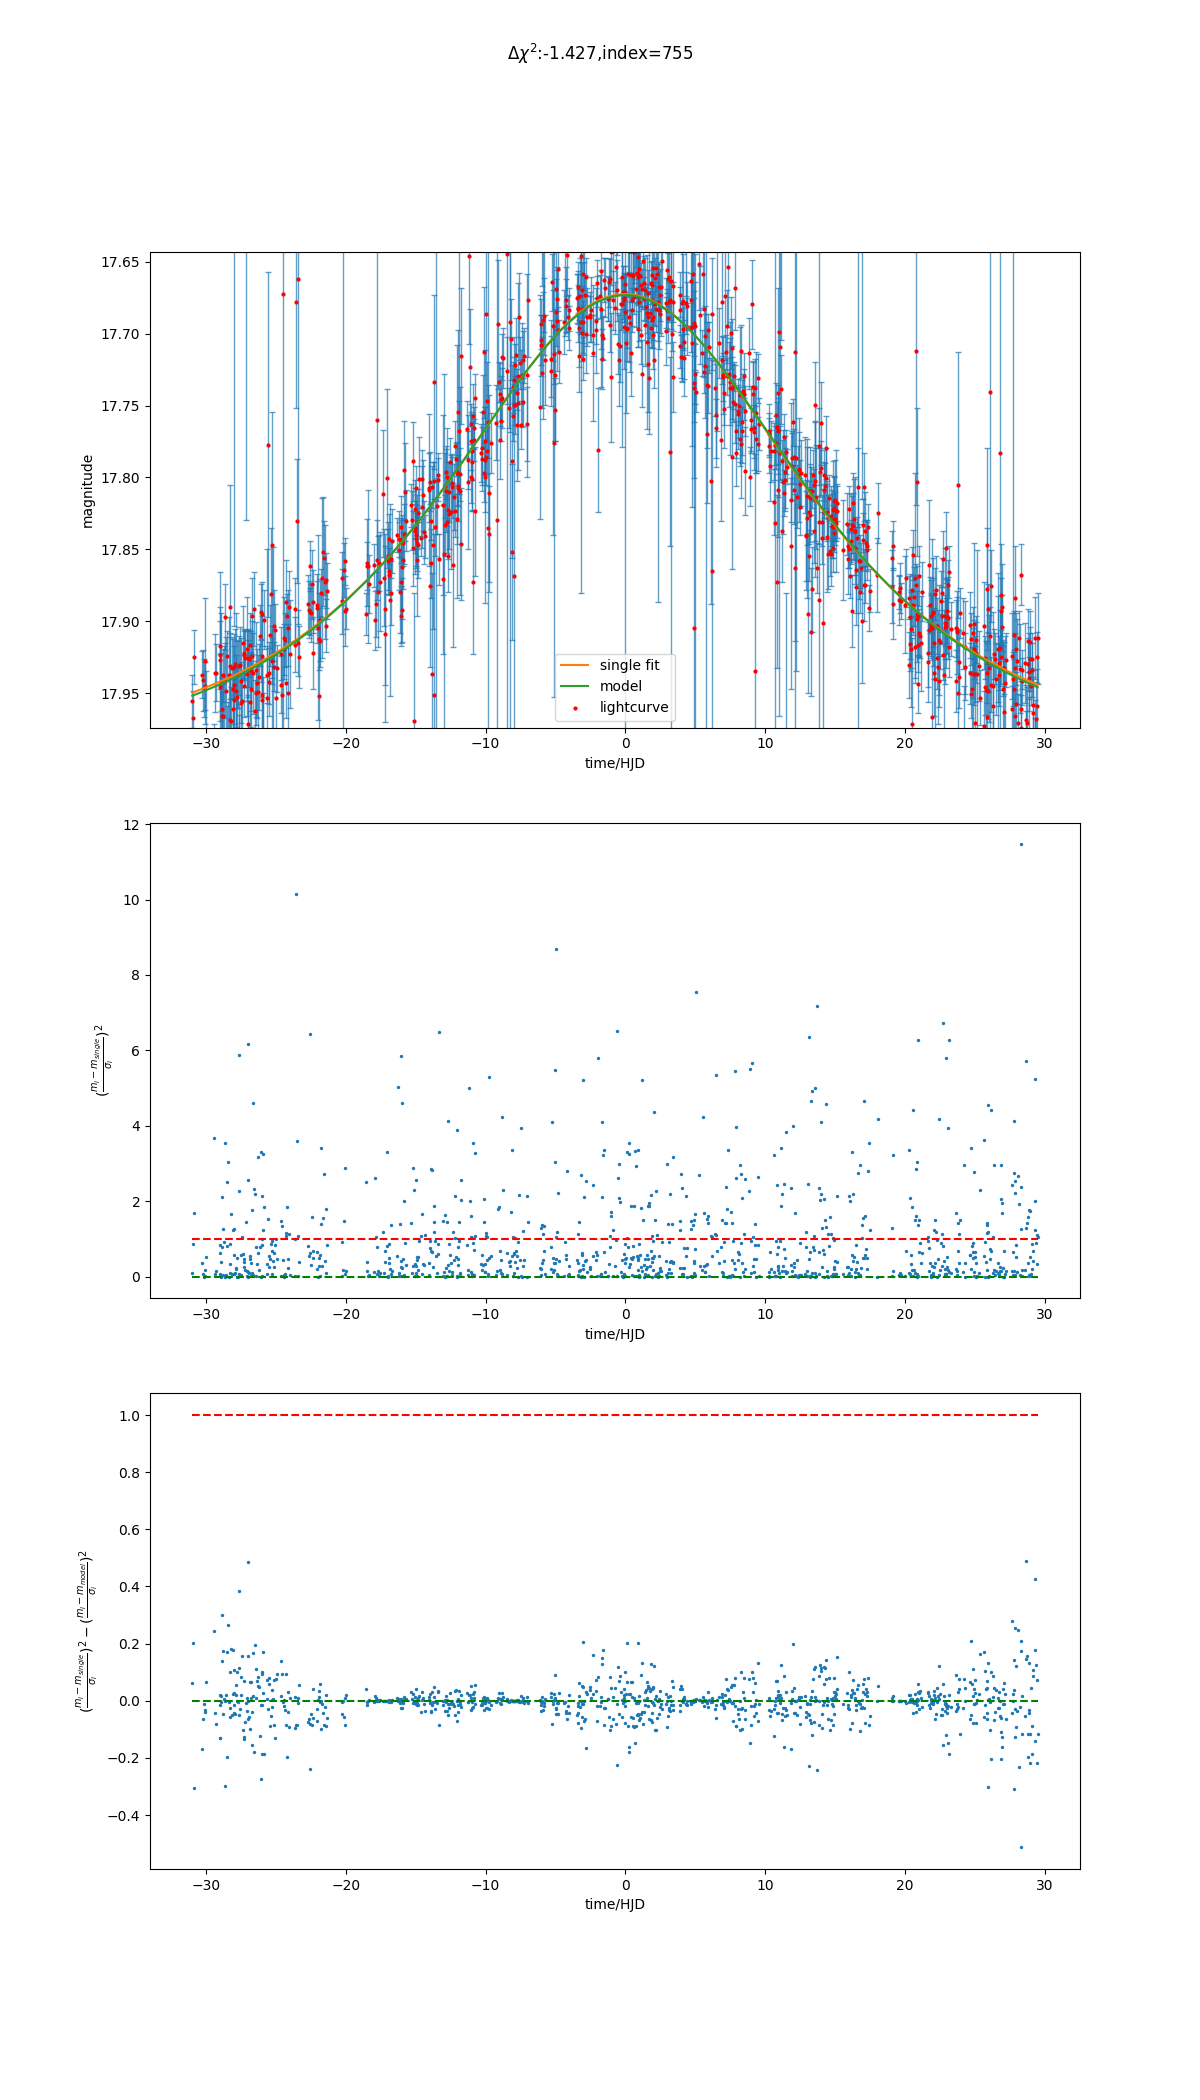 Δχ²:-1.427,index=755
17.65
17.70
17.75
17.80
17.85
17.90
17.95
magnitude
single fit
model
lightcurve
−30 −20 −10 0 10 20 30
time/HJD
12
10
8
6
4
2
0
(\frac{m_i − m_{single}}{σ_i})²
−30 −20 −10 0 10 20 30
time/HJD
1.0
0.8
0.6
0.4
0.2
0.0
−0.2
−0.4
(\frac{m_i − m_{single}}{σ_i})² − (\frac{m_i − m_{model}}{σ_i})²
−30 −20 −10 0 10 20 30
time/HJD